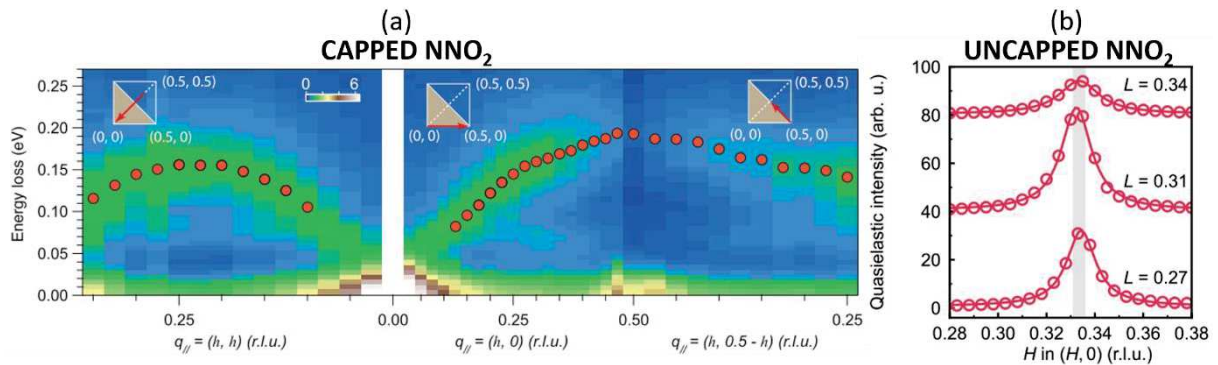 (a)
CAPPED NNO₂
(0.5, 0.5)
(0, 0)
(0.5, 0)
0
6
(0.5, 0.5)
(0, 0)
(0.5, 0)
(0.5, 0.5)
(0, 0)
(0.5, 0)
Energy loss (eV)
0.25
0.20
0.15
0.10
0.05
0.00
0.25
0.00
0.25
0.50
0.25
q// = (h, h) (r.l.u.)
q// = (h, 0) (r.l.u.)
q// = (h, 0.5 - h) (r.l.u.)
(b)
UNCAPPED NNO₂
Quasielastic intensity (arb. u.)
100
80
60
40
20
0
L = 0.34
L = 0.31
L = 0.27
0.28
0.30
0.32
0.34
0.36
0.38
H in (H, 0) (r.l.u.)